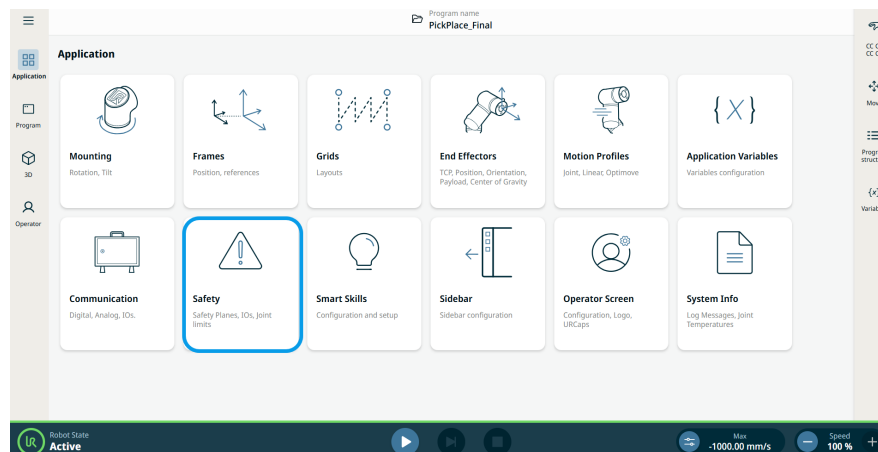 Program name
PickPlace_Final
Application
Application
Program
3D
Operator
Mounting
Rotation, Tilt
Frames
Position, references
Grids
Layouts
End Effectors
TCP, Position, Orientation,
Payload, Center of Gravity
Motion Profiles
Joint, Linear, Optimove
{X}
Application Variables
Variables configuration
Communication
Digital, Analog, IOs.
Safety
Safety Planes, IOs, Joint
limits
Smart Skills
Configuration and setup
Sidebar
Sidebar configuration
Operator Screen
Configuration, Logo,
URCaps
System Info
Log Messages, Joint
Temperatures
CC
CC
{x}
UR
Robot State
Active
Max
-1000.00 mm/s
Speed
100 %